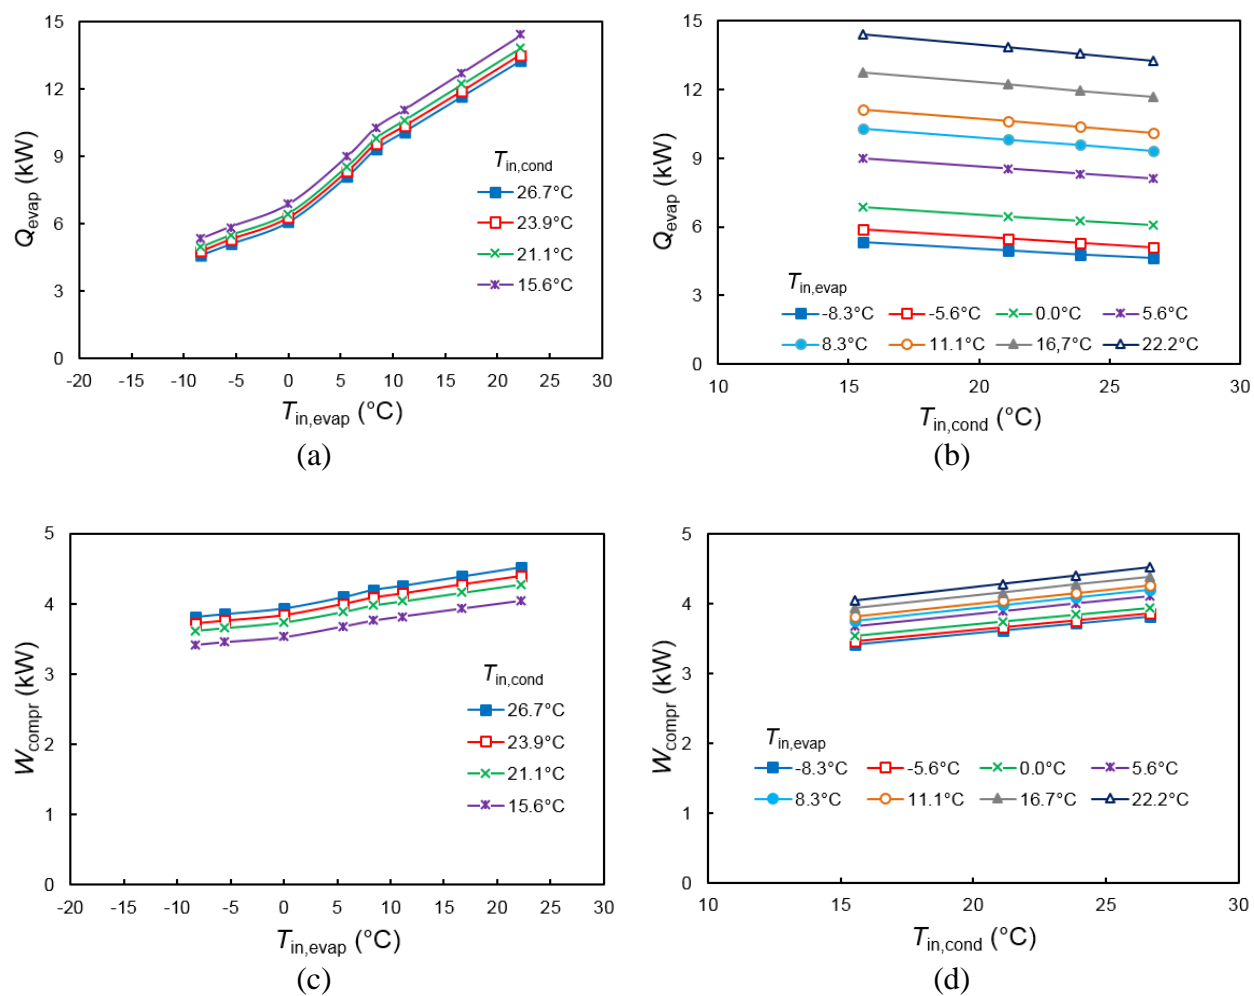 15
12
9
6
3
0
Qevap (kW)
-20 -15 -10 -5 0 5 10 15 20 25 30
Tin,evap (°C)
Tin,cond
26.7°C
23.9°C
21.1°C
15.6°C
(a)
15
12
9
6
3
0
Qevap (kW)
Tin,evap
-8.3°C -5.6°C 0.0°C 5.6°C
8.3°C 11.1°C 16,7°C 22.2°C
10 15 20 25 30
Tin,cond (°C)
(b)
5
4
3
2
1
0
Wcompr (kW)
Tin,cond
26.7°C
23.9°C
21.1°C
15.6°C
-20 -15 -10 -5 0 5 10 15 20 25 30
Tin,evap (°C)
(c)
5
4
3
2
1
0
Wcompr (kW)
Tin,evap
-8.3°C -5.6°C 0.0°C 5.6°C
8.3°C 11.1°C 16.7°C 22.2°C
10 15 20 25 30
Tin,cond (°C)
(d)